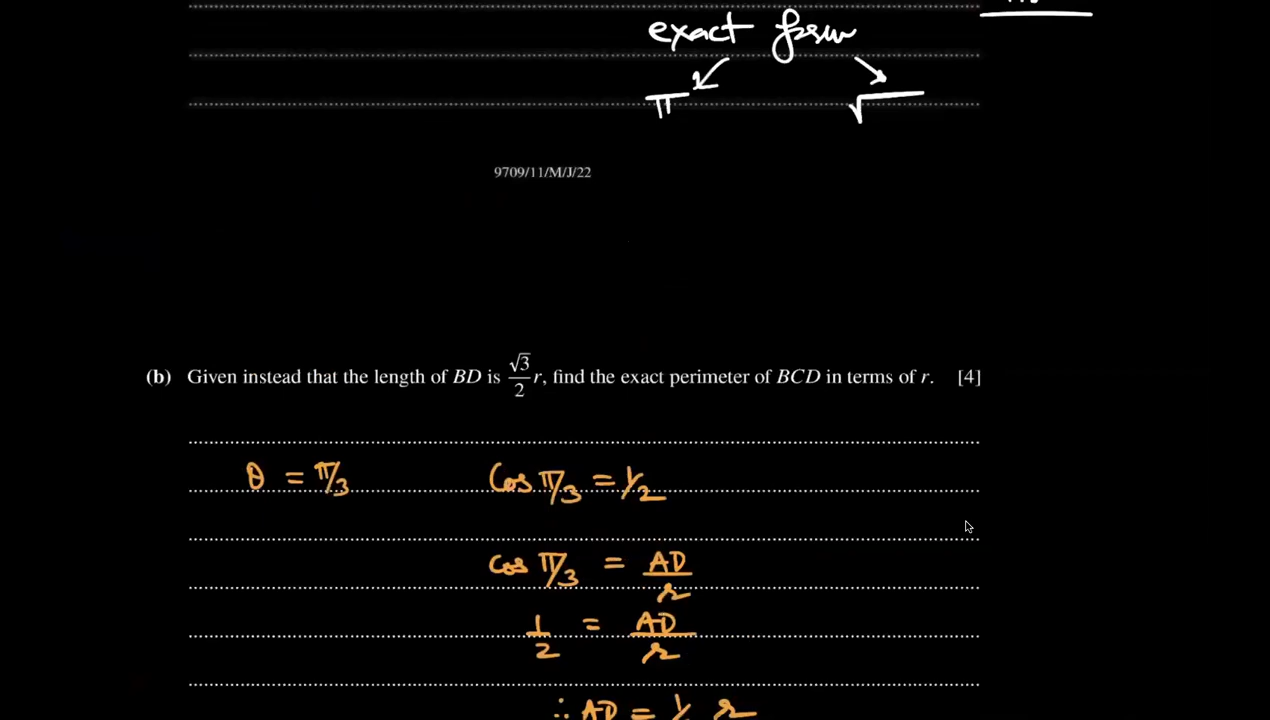 exact form
π √
9709/11/M/J/22
(b) Given instead that the length of BD is √3/2 r, find the exact perimeter of BCD in terms of r. [4]
θ = π/3 Cos π/3 = 1/2
cos π/3 = AD/r
1/2 = AD/r
∴ AD = 1/ r